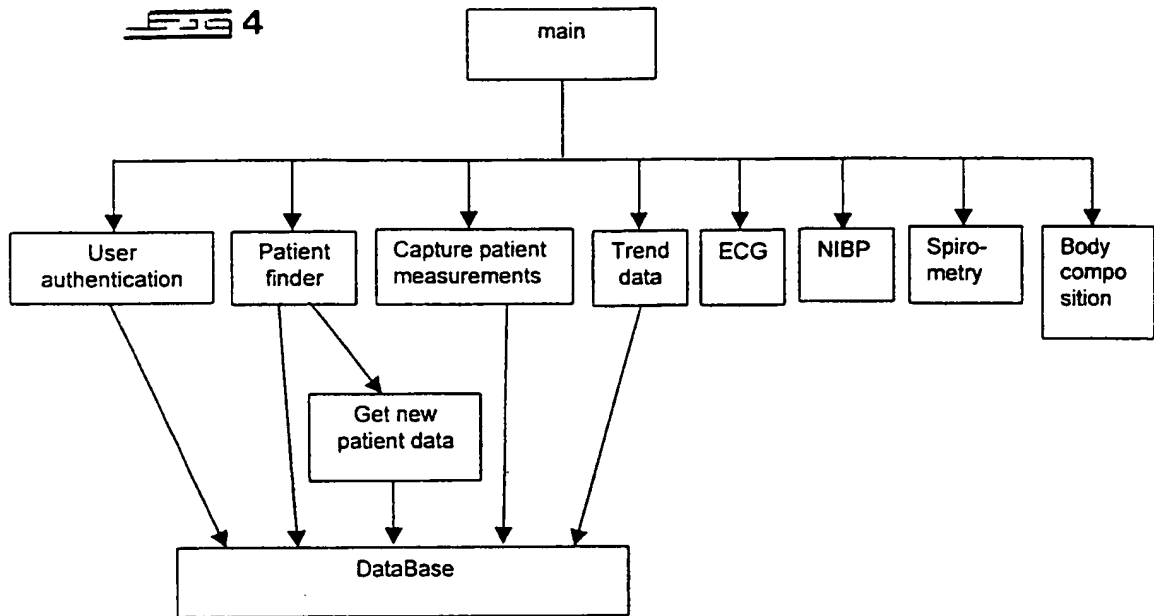 FIG 4
main
User
authentication
Patient
finder
Capture patient
measurements
Trend
data
ECG
NIBP
Spiro-
metry
Body
compo
sition
Get new
patient data
DataBase